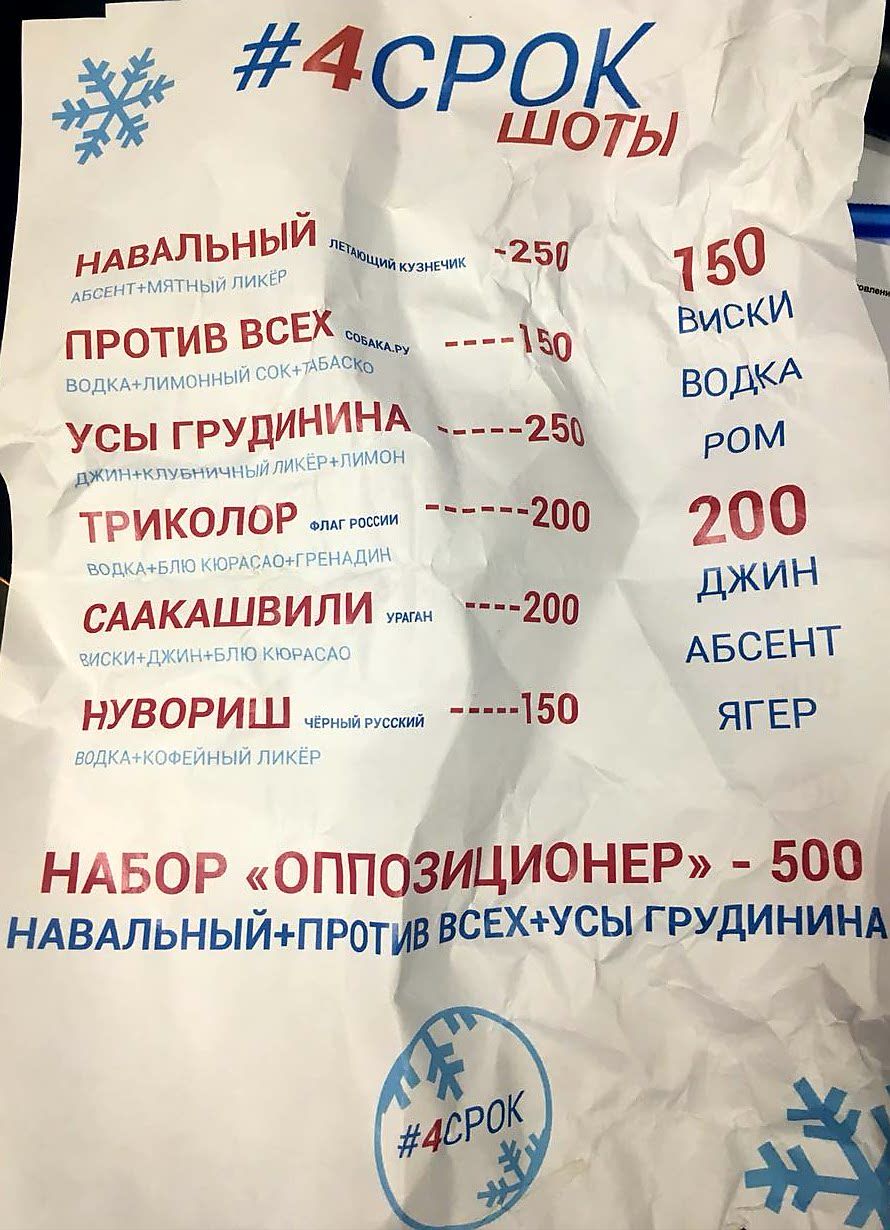 #4СРОК
ШОТЫ
НАВАЛЬНЫЙ ЛЕТАЮЩИЙ КУЗНЕЧИК -250
АБСЕНТ+МЯТНЫЙ ЛИКЁР
ПРОТИВ ВСЕХ СОБАКА.РУ ----150
ВОДКА+ЛИМОННЫЙ СОК+ТАБАСКО
УСЫ ГРУДИНИНА -----250
ДЖИН+КЛУБНИЧНЫЙ ЛИКЁР+ЛИМОН
ТРИКОЛОР ФЛАГ РОССИИ ------200
ВОДКА+БЛЮ КЮРАСАО+ГРЕНАДИН
СААКАШВИЛИ УРАГАН ----200
ВИСКИ+ДЖИН+БЛЮ КЮРАСАО
НУВОРИШ ЧЁРНЫЙ РУССКИЙ -----150
ВОДКА+КОФЕЙНЫЙ ЛИКЁР
150
ВИСКИ
ВОДКА
РОМ
200
ДЖИН
АБСЕНТ
ЯГЕР
НАБОР «ОППОЗИЦИОНЕР» - 500
НАВАЛЬНЫЙ+ПРОТИВ ВСЕХ+УСЫ ГРУДИНИНА
#4СРОК